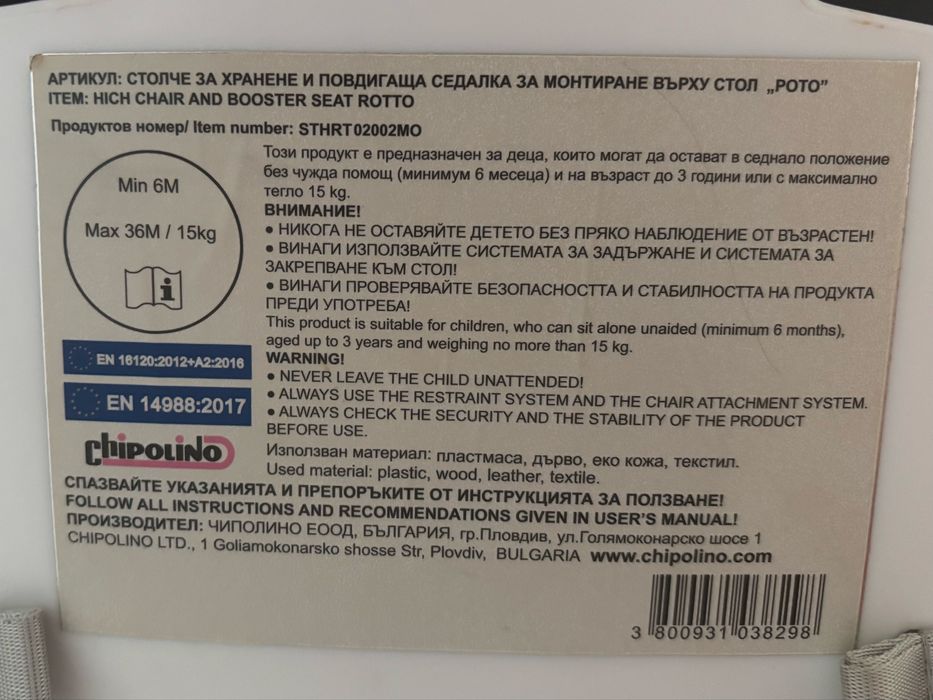 АРТИКУЛ: СТОЛЧЕ ЗА ХРАНЕНЕ И ПОВДИГАЩА СЕДАЛКА ЗА МОНТИРАНЕ ВЪРХУ СТОЛ „РОТО”
ITEM: HICH CHAIR AND BOOSTER SEAT ROTTO
Продуктов номер/ Item number: STHRT02002MO
Min 6M
Max 36M / 15kg
Този продукт е предназначен за деца, които могат да остават в седнало положение
без чужда помощ (минимум 6 месеца) и на възраст до 3 години или с максимално
тегло 15 kg.
ВНИМАНИЕ!
● НИКОГА НЕ ОСТАВЯЙТЕ ДЕТЕТО БЕЗ ПРЯКО НАБЛЮДЕНИЕ ОТ ВЪЗРАСТЕН!
● ВИНАГИ ИЗПОЛЗВАЙТЕ СИСТЕМАТА ЗА ЗАДЪРЖАНЕ И СИСТЕМАТА ЗА
ЗАКРЕПВАНЕ КЪМ СТОЛ!
● ВИНАГИ ПРОВЕРЯВАЙТЕ БЕЗОПАСНОСТТА И СТАБИЛНОСТТА НА ПРОДУКТА
ПРЕДИ УПОТРЕБА!
This product is suitable for children, who can sit alone unaided (minimum 6 months),
aged up to 3 years and weighing no more than 15 kg.
WARNING!
● NEVER LEAVE THE CHILD UNATTENDED!
● ALWAYS USE THE RESTRAINT SYSTEM AND THE CHAIR ATTACHMENT SYSTEM.
● ALWAYS CHECK THE SECURITY AND THE STABILITY OF THE PRODUCT
BEFORE USE.
EN 16120:2012+A2:2016
EN 14988:2017
CHIPOLINO
Използван материал: пластмаса, дърво, еко кожа, текстил.
Used material: plastic, wood, leather, textile.
СПАЗВАЙТЕ УКАЗАНИЯТА И ПРЕПОРЪКИТЕ ОТ ИНСТРУКЦИЯТА ЗА ПОЛЗВАНЕ!
FOLLOW ALL INSTRUCTIONS AND RECOMMENDATIONS GIVEN IN USER'S MANUAL!
ПРОИЗВОДИТЕЛ: ЧИПОЛИНО ЕООД, БЪЛГАРИЯ, гр.Пловдив, ул.Голямоконарско шосе 1
CHIPOLINO LTD., 1 Goliamokonarsko shosse Str, Plovdiv, BULGARIA www.chipolino.com
3 800931 038298